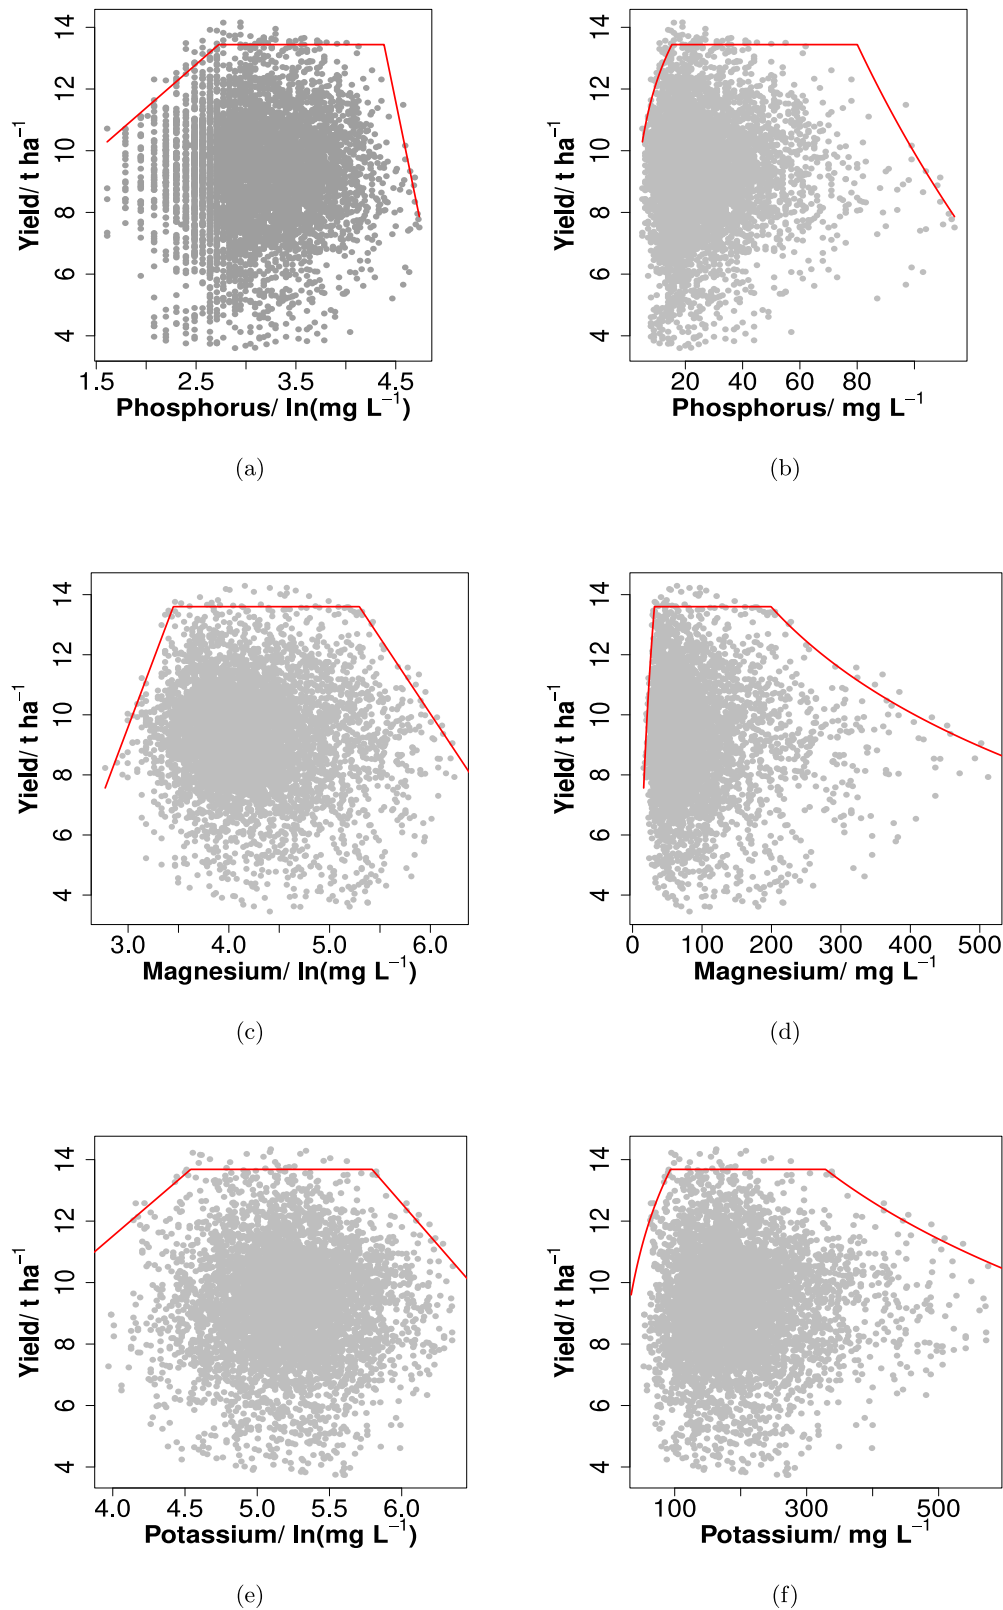 14
12
10
8
6
4
Yield/ t ha⁻¹
1.5 2.5 3.5 4.5
Phosphorus/ ln(mg L⁻¹)
(a)
14
12
10
8
6
4
Yield/ t ha⁻¹
20 40 60 80
Phosphorus/ mg L⁻¹
(b)
14
12
10
8
6
4
Yield/ t ha⁻¹
3.0 4.0 5.0 6.0
Magnesium/ ln(mg L⁻¹)
(c)
14
12
10
8
6
4
Yield/ t ha⁻¹
0 100 200 300 400 500
Magnesium/ mg L⁻¹
(d)
14
12
10
8
6
4
Yield/ t ha⁻¹
4.0 4.5 5.0 5.5 6.0
Potassium/ ln(mg L⁻¹)
(e)
14
12
10
8
6
4
Yield/ t ha⁻¹
100 300 500
Potassium/ mg L⁻¹
(f)